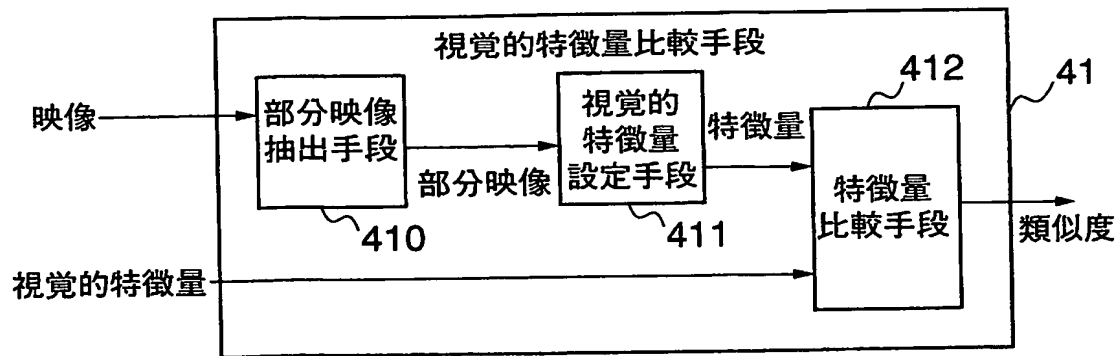 視覚的特徴量比較手段
412
41
映像
部分映像
抽出手段
視覚的
特徴量
設定手段
特徴量
部分映像
特徴量
比較手段
410
411
類似度
視覚的特徴量